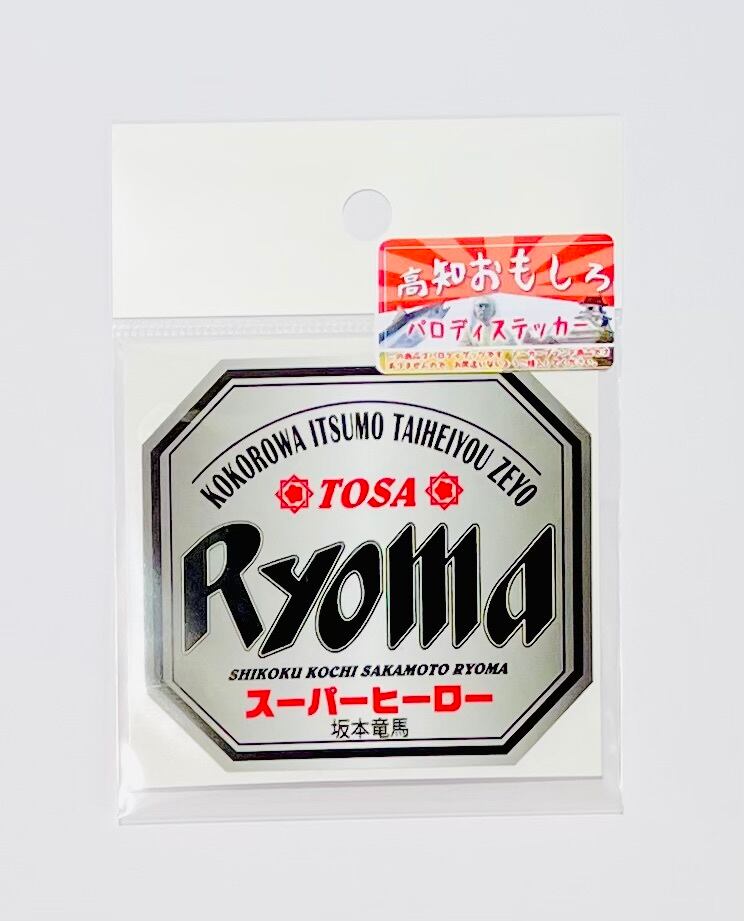 高知おもしろ
パロディステッカー
KOKOROWA ITSUMO TAIHEIYOU ZEYO
TOSA
Ryoma
SHIKOKU KOCHI SAKAMOTO RYOMA
スーパーヒーロー
坂本竜馬